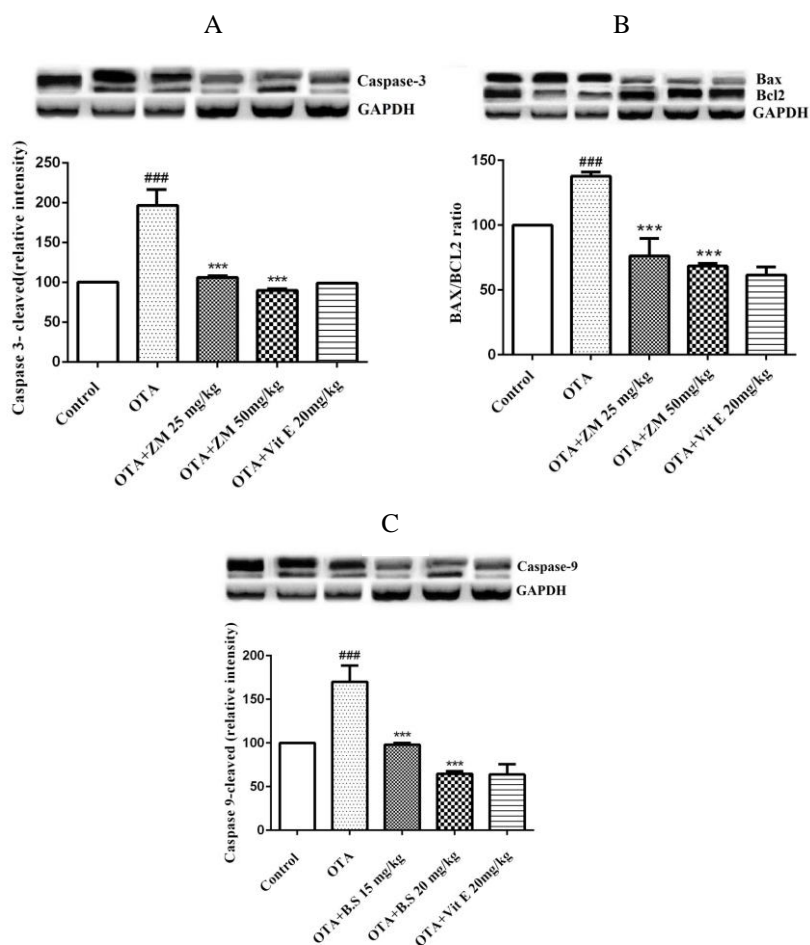 A
Caspase-3
GAPDH
Caspase 3- cleaved(relative intensity)
250
200
150
100
50
0
###
***
***
Control
OTA
OTA+ZM 25 mg/kg
OTA+ZM 50mg/kg
OTA+Vit E 20mg/kg
B
Bax
Bcl2
GAPDH
BAX/BCL2 ratio
150
100
50
0
###
***
***
Control
OTA
OTA+ZM 25 mg/kg
OTA+ZM 50mg/kg
OTA+Vit E 20mg/kg
C
Caspase-9
GAPDH
Caspase 9-cleaved (relative intensity)
200
150
100
50
0
###
***
***
Control
OTA
OTA+B.S 15 mg/kg
OTA+B.S 20 mg/kg
OTA+Vit E 20mg/kg